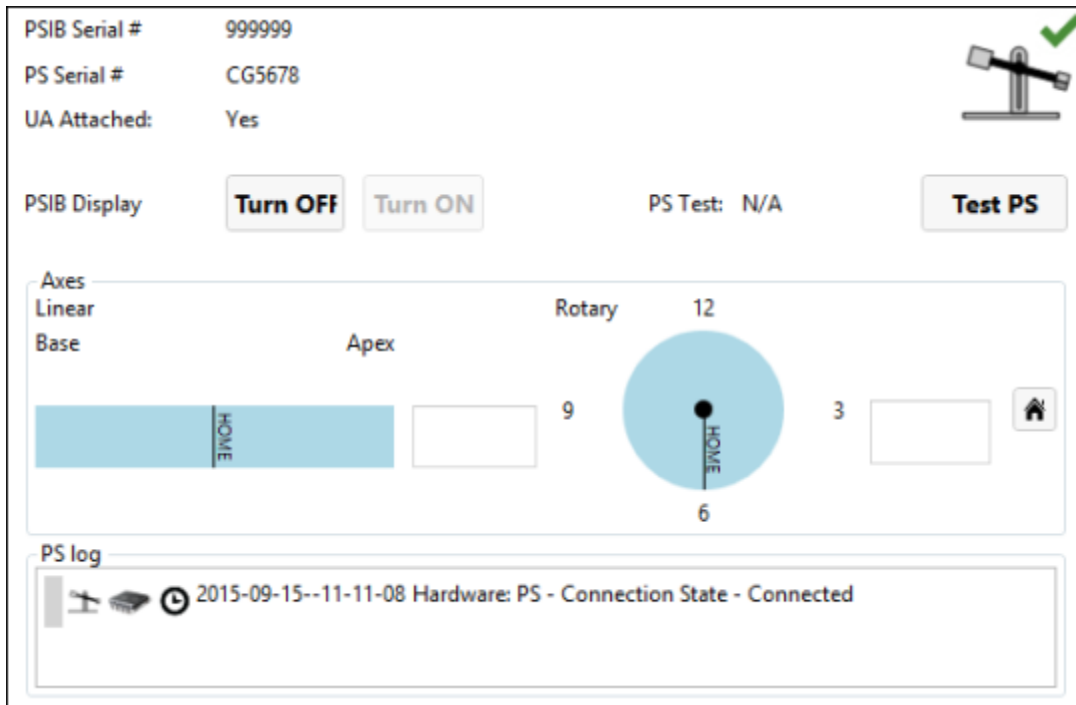 PSIB Serial # 999999
PS Serial # CG5678
UA Attached: Yes
PSIB Display Turn OFF Turn ON PS Test: N/A Test PS
Axes
Linear Rotary 12
Base Apex
HOME 9 HOME 3
6
PS log
2015-09-15--11-11-08 Hardware: PS - Connection State - Connected